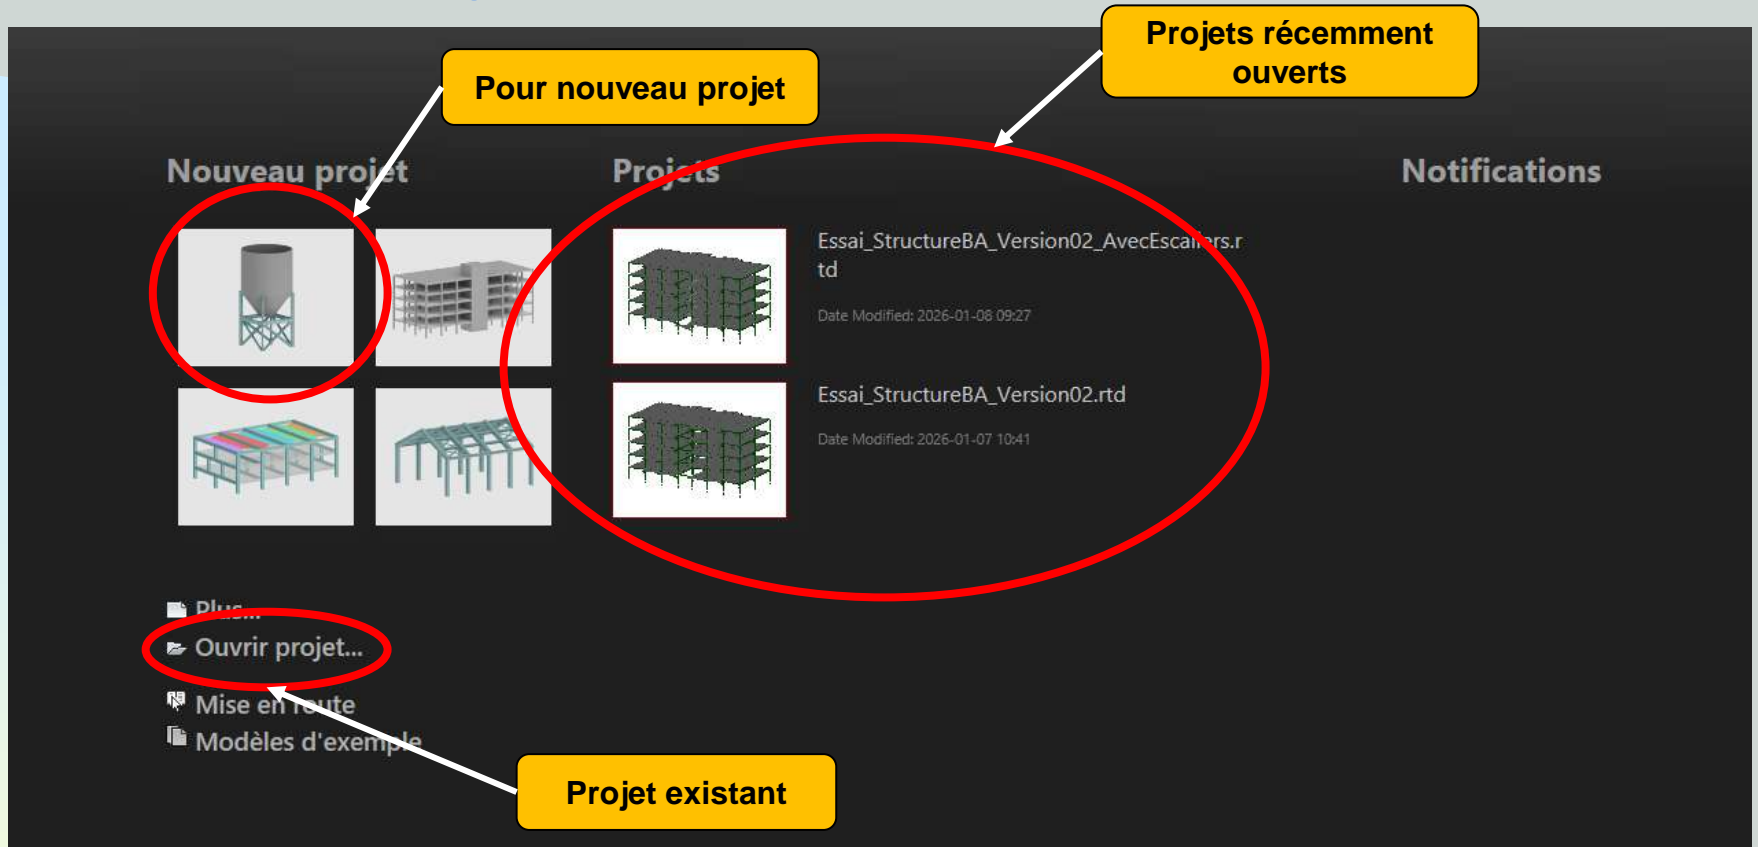 Projets récemment
ouverts
Pour nouveau projet
Nouveau projet
Projets
Notifications
Essai_StructureBA_Version02_AvecEscaliers.r
td
Date Modified: 2026-01-08 09:27
Essai_StructureBA_Version02.rtd
Date Modified: 2026-01-07 10:41
Plus...
Ouvrir projet...
Mise en route
Modèles d'exemple
Projet existant